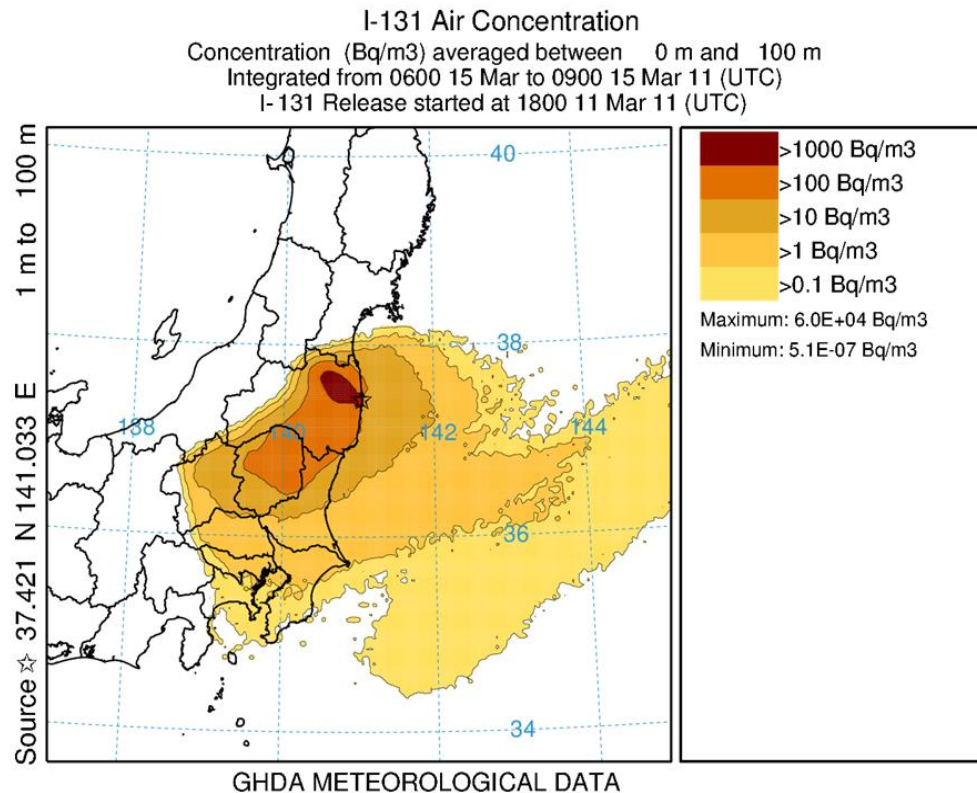 I-131 Air Concentration
Concentration (Bq/m3) averaged between 0 m and 100 m
Integrated from 0600 15 Mar to 0900 15 Mar 11 (UTC)
I-131 Release started at 1800 11 Mar 11 (UTC)
Source ☆ 37.421 N 141.033 E 1 m to 100 m
40
38
138
140
142
144
36
34
>1000 Bq/m3
>100 Bq/m3
>10 Bq/m3
>1 Bq/m3
>0.1 Bq/m3
Maximum: 6.0E+04 Bq/m3
Minimum: 5.1E-07 Bq/m3
GHDA METEOROLOGICAL DATA